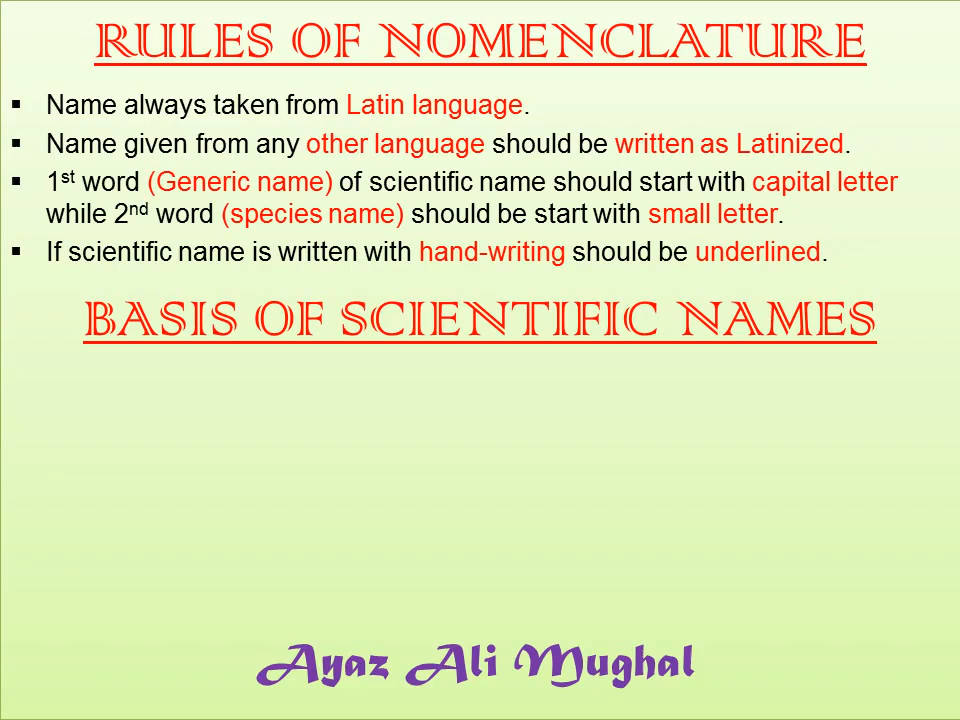 RULES OF NOMENCLATURE
▪ Name always taken from Latin language.
▪ Name given from any other language should be written as Latinized.
▪ 1st word (Generic name) of scientific name should start with capital letter
while 2nd word (species name) should be start with small letter.
▪ If scientific name is written with hand-writing should be underlined.
BASIS OF SCIENTIFIC NAMES
Ayaz Ali Mughal